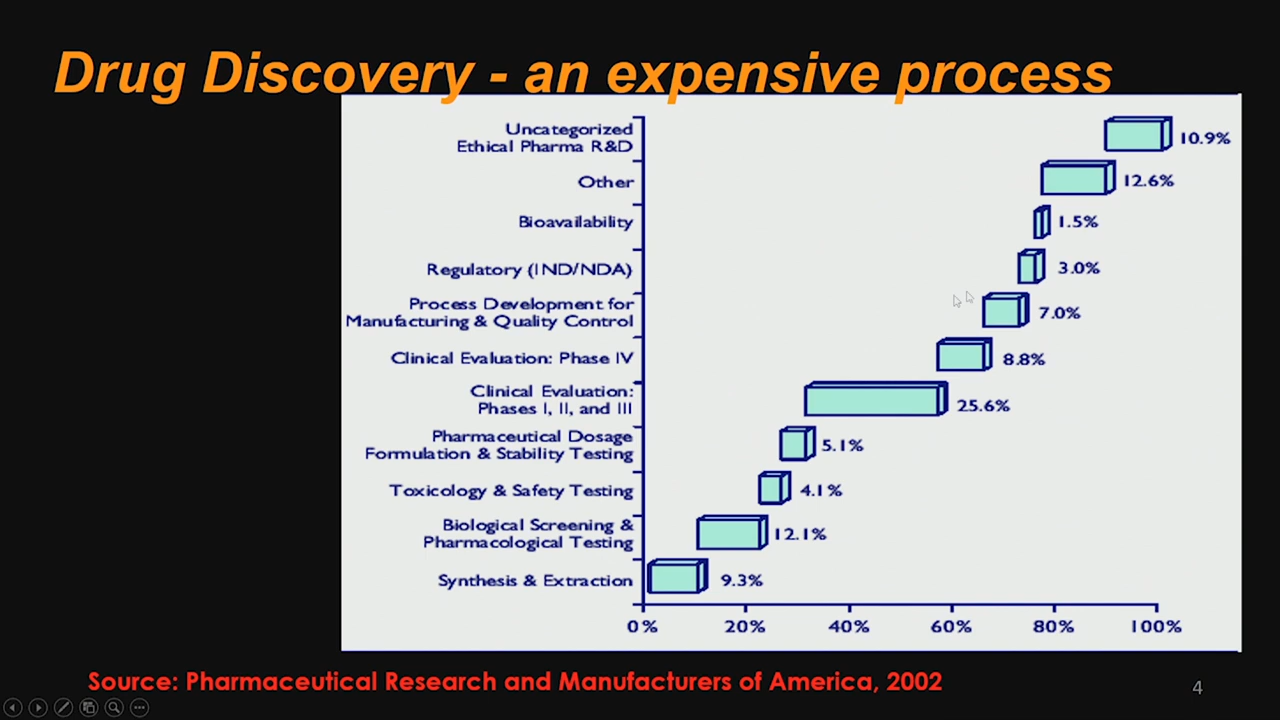 Drug Discovery - an expensive process
Uncategorized
Ethical Pharma R&D
10.9%
Other
12.6%
Bioavailability
1.5%
Regulatory (IND/NDA)
3.0%
Process Development for
Manufacturing & Quality Control
7.0%
Clinical Evaluation: Phase IV
8.8%
Clinical Evaluation:
Phases I, II, and III
25.6%
Pharmaceutical Dosage
Formulation & Stability Testing
5.1%
Toxicology & Safety Testing
4.1%
Biological Screening &
Pharmacological Testing
12.1%
Synthesis & Extraction
9.3%
0% 20% 40% 60% 80% 100%
Source: Pharmaceutical Research and Manufacturers of America, 2002
4